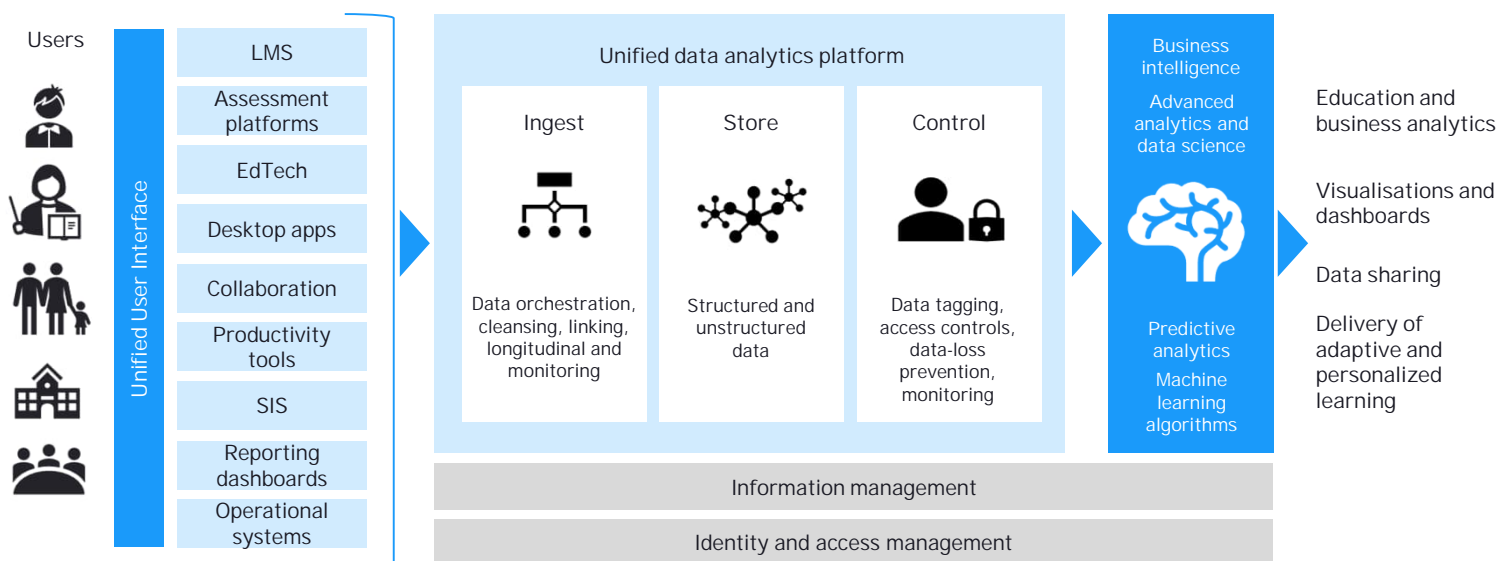 Users
Unified User Interface
LMS
Assessment
platforms
EdTech
Desktop apps
Collaboration
Productivity
tools
SIS
Reporting
dashboards
Operational
systems
Unified data analytics platform
Ingest
Data orchestration,
cleansing, linking,
longitudinal and
monitoring
Store
Structured and
unstructured
data
Control
Data tagging,
access controls,
data-loss
prevention,
monitoring
Business
intelligence
Advanced
analytics and
data science
Predictive
analytics
Machine
learning
algorithms
Education and
business analytics
Visualisations and
dashboards
Data sharing
Delivery of
adaptive and
personalized
learning
Information management
Identity and access management